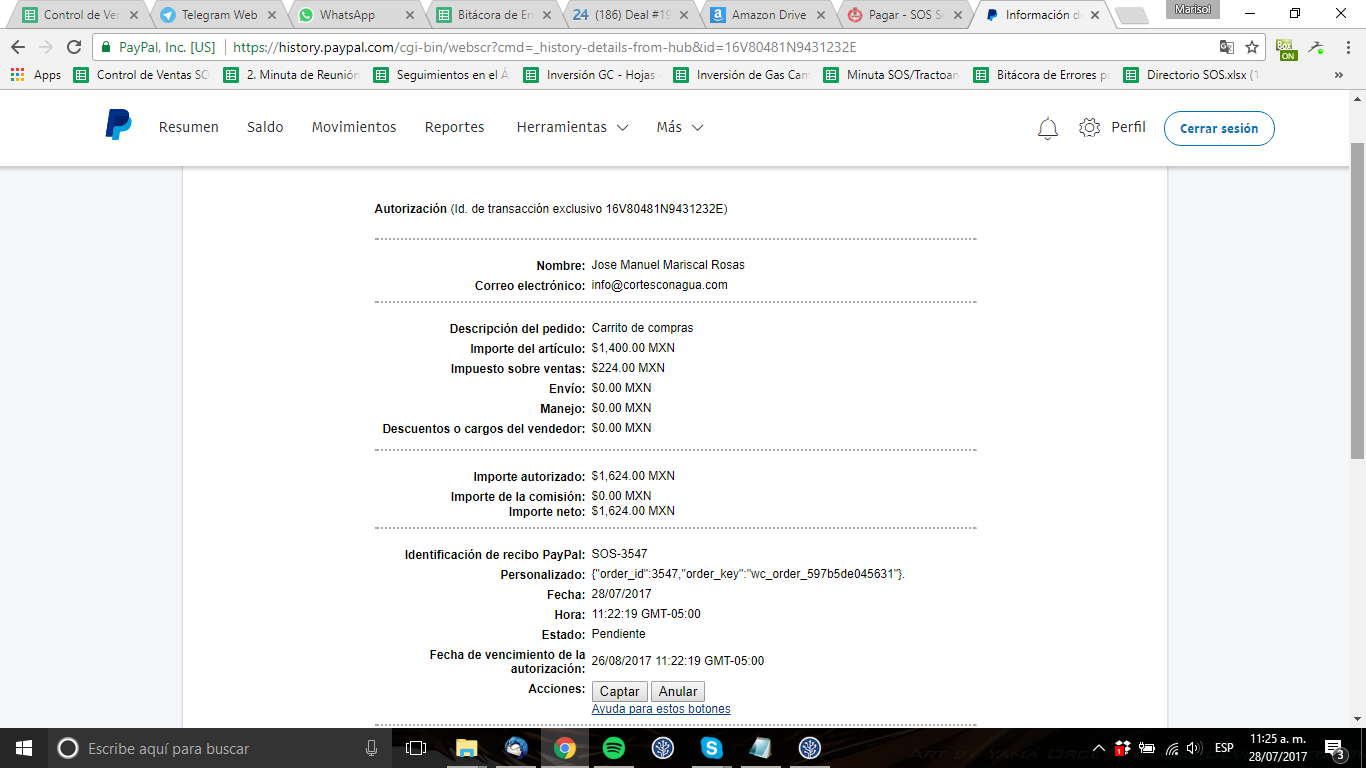 Marisol
Control de Ven
Telegram Web
WhatsApp
Bitácora de Err
24 (186) Deal #19
Amazon Drive
Pagar - SOS So
Información de
PayPal, Inc. [US]
https://history.paypal.com/cgi-bin/webscr?cmd=_history-details-from-hub&id=16V80481N9431232E
ON
Apps
Control de Ventas SO
2. Minuta de Reunión
Seguimientos en el Á
Inversión GC - Hojas
Inversión de Gas Cam
Minuta SOS/Tractoan
Bitácora de Errores p
Directorio SOS.xlsx (1
»
Resumen
Saldo
Movimientos
Reportes
Herramientas
Más
Perfil
Cerrar sesión
Autorización (Id. de transacción exclusivo 16V80481N9431232E)
Nombre: Jose Manuel Mariscal Rosas
Correo electrónico: info@cortesconagua.com
Descripción del pedido: Carrito de compras
Importe del artículo: $1,400.00 MXN
Impuesto sobre ventas: $224.00 MXN
Envío: $0.00 MXN
Manejo: $0.00 MXN
Descuentos o cargos del vendedor: $0.00 MXN
Importe autorizado: $1,624.00 MXN
Importe de la comisión: $0.00 MXN
Importe neto: $1,624.00 MXN
Identificación de recibo PayPal: SOS-3547
Personalizado: {"order_id":3547,"order_key":"wc_order_597b5de045631"}.
Fecha: 28/07/2017
Hora: 11:22:19 GMT-05:00
Estado: Pendiente
Fecha de vencimiento de la
autorización: 26/08/2017 11:22:19 GMT-05:00
Acciones: Captar Anular
Ayuda para estos botones
Escribe aquí para buscar
ESP
11:25 a. m.
28/07/2017
3